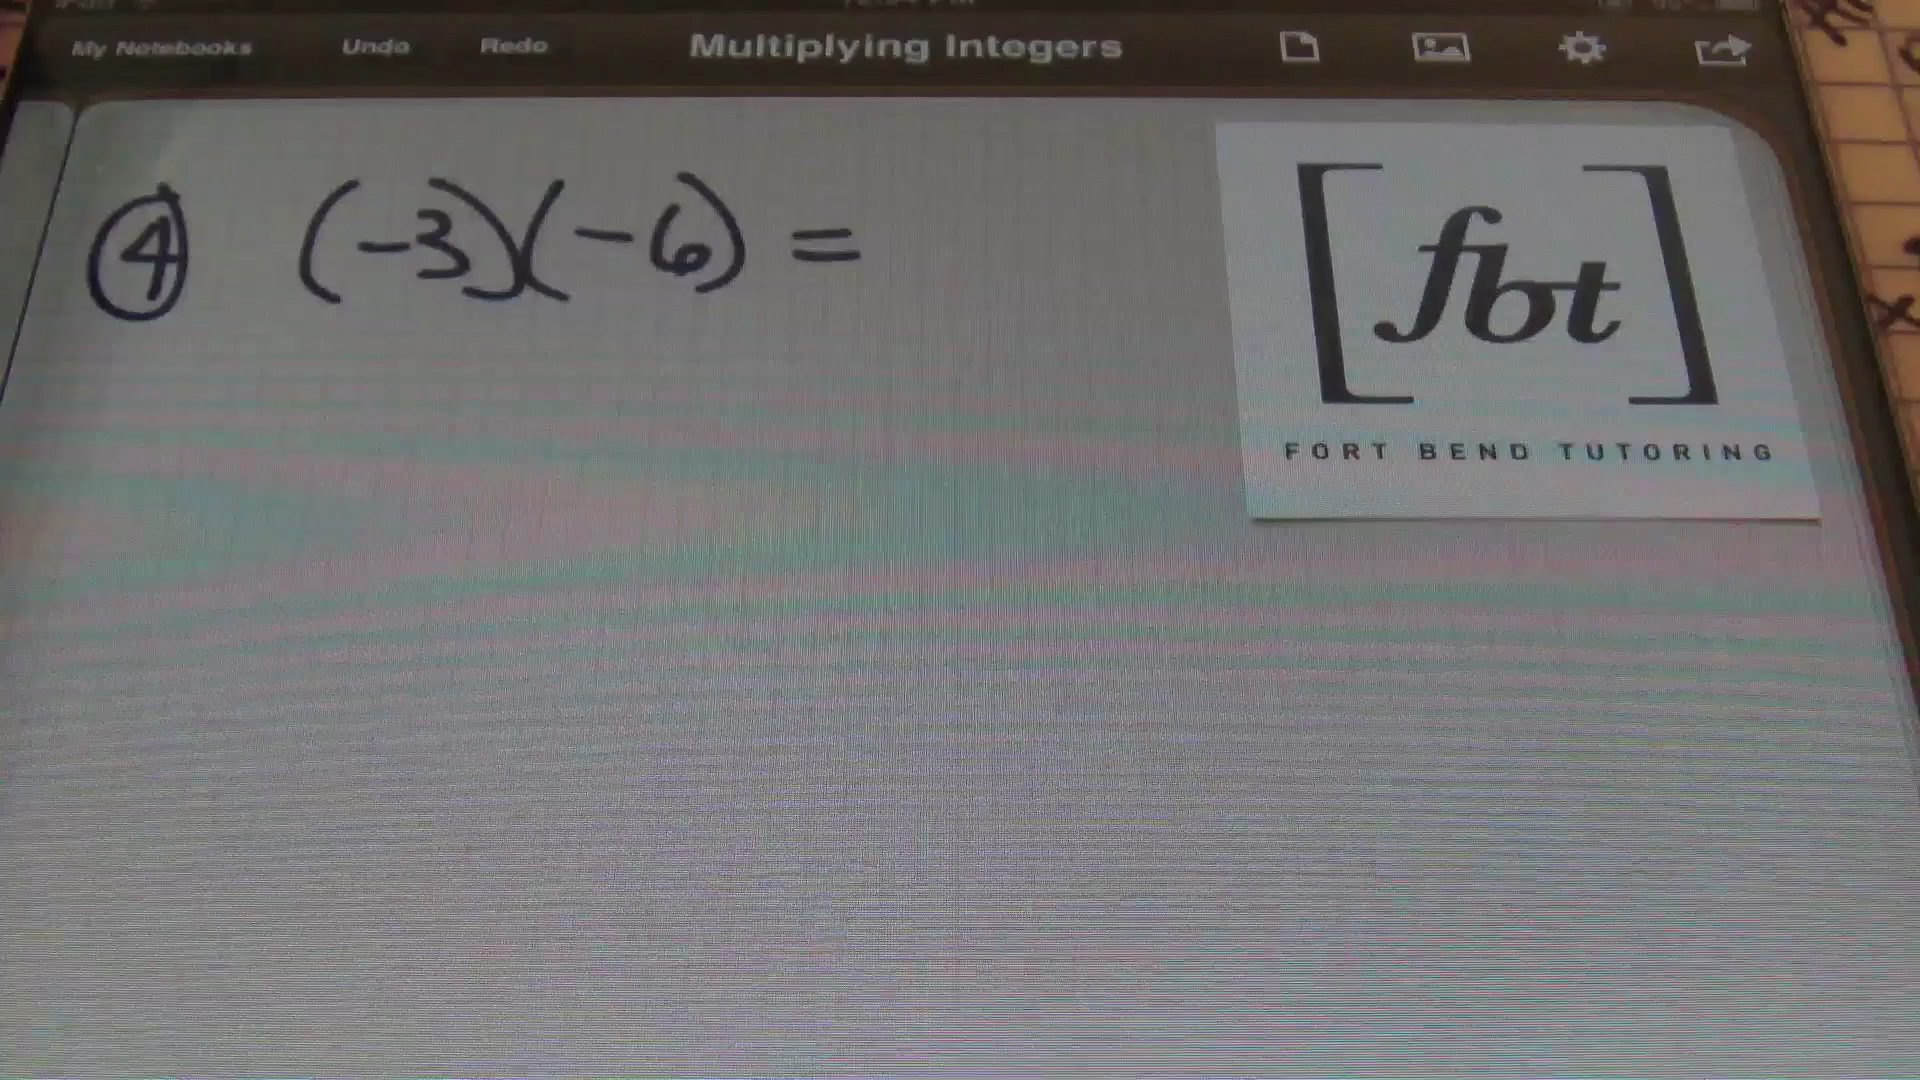 My Notebooks Undo Redo Multiplying Integers
④ (-3)(-6) =
[fbt]
FORT BEND TUTORING